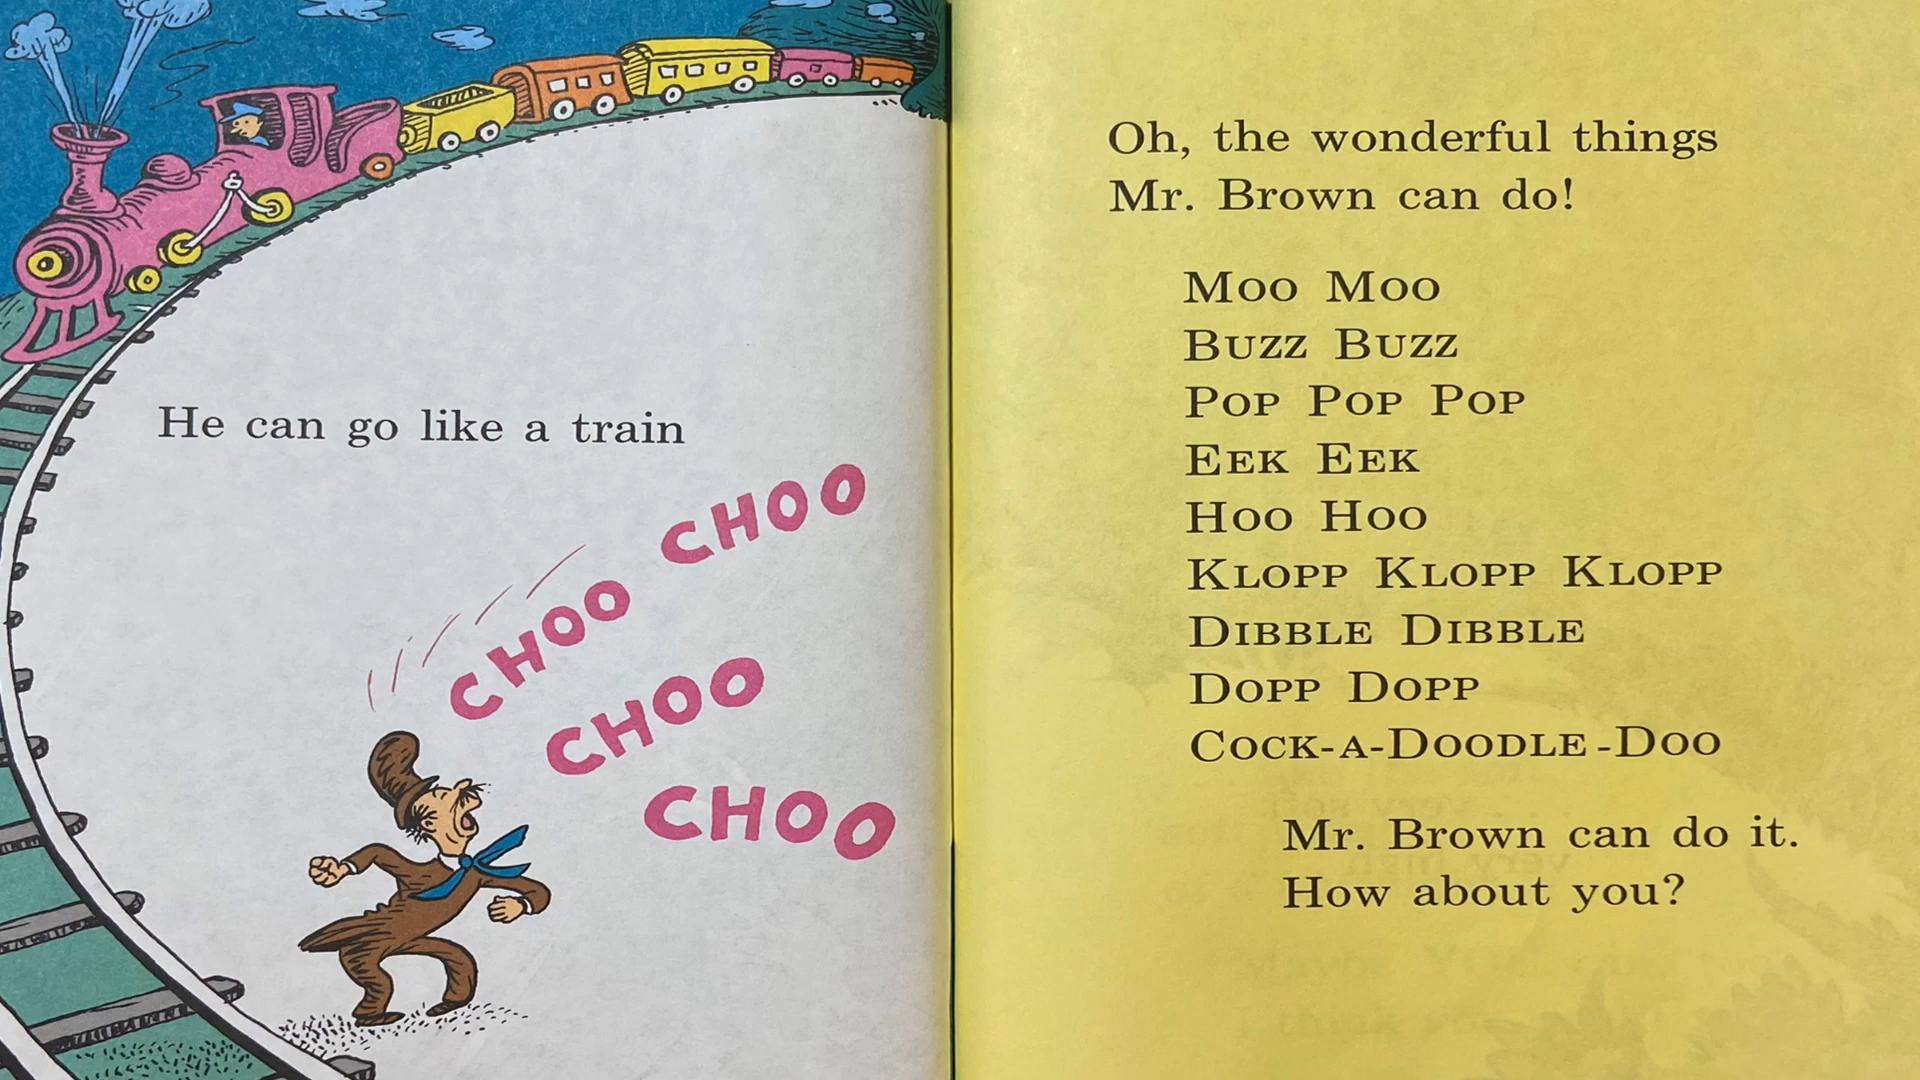 He can go like a train
CHOO
CHOO
CHOO
CHOO
Oh, the wonderful things
Mr. Brown can do!
MOO MOO
BUZZ BUZZ
POP POP POP
EEK EEK
HOO HOO
KLOPP KLOPP KLOPP
DIBBLE DIBBLE
DOPP DOPP
COCK-A-DOODLE-DOO
Mr. Brown can do it.
How about you?